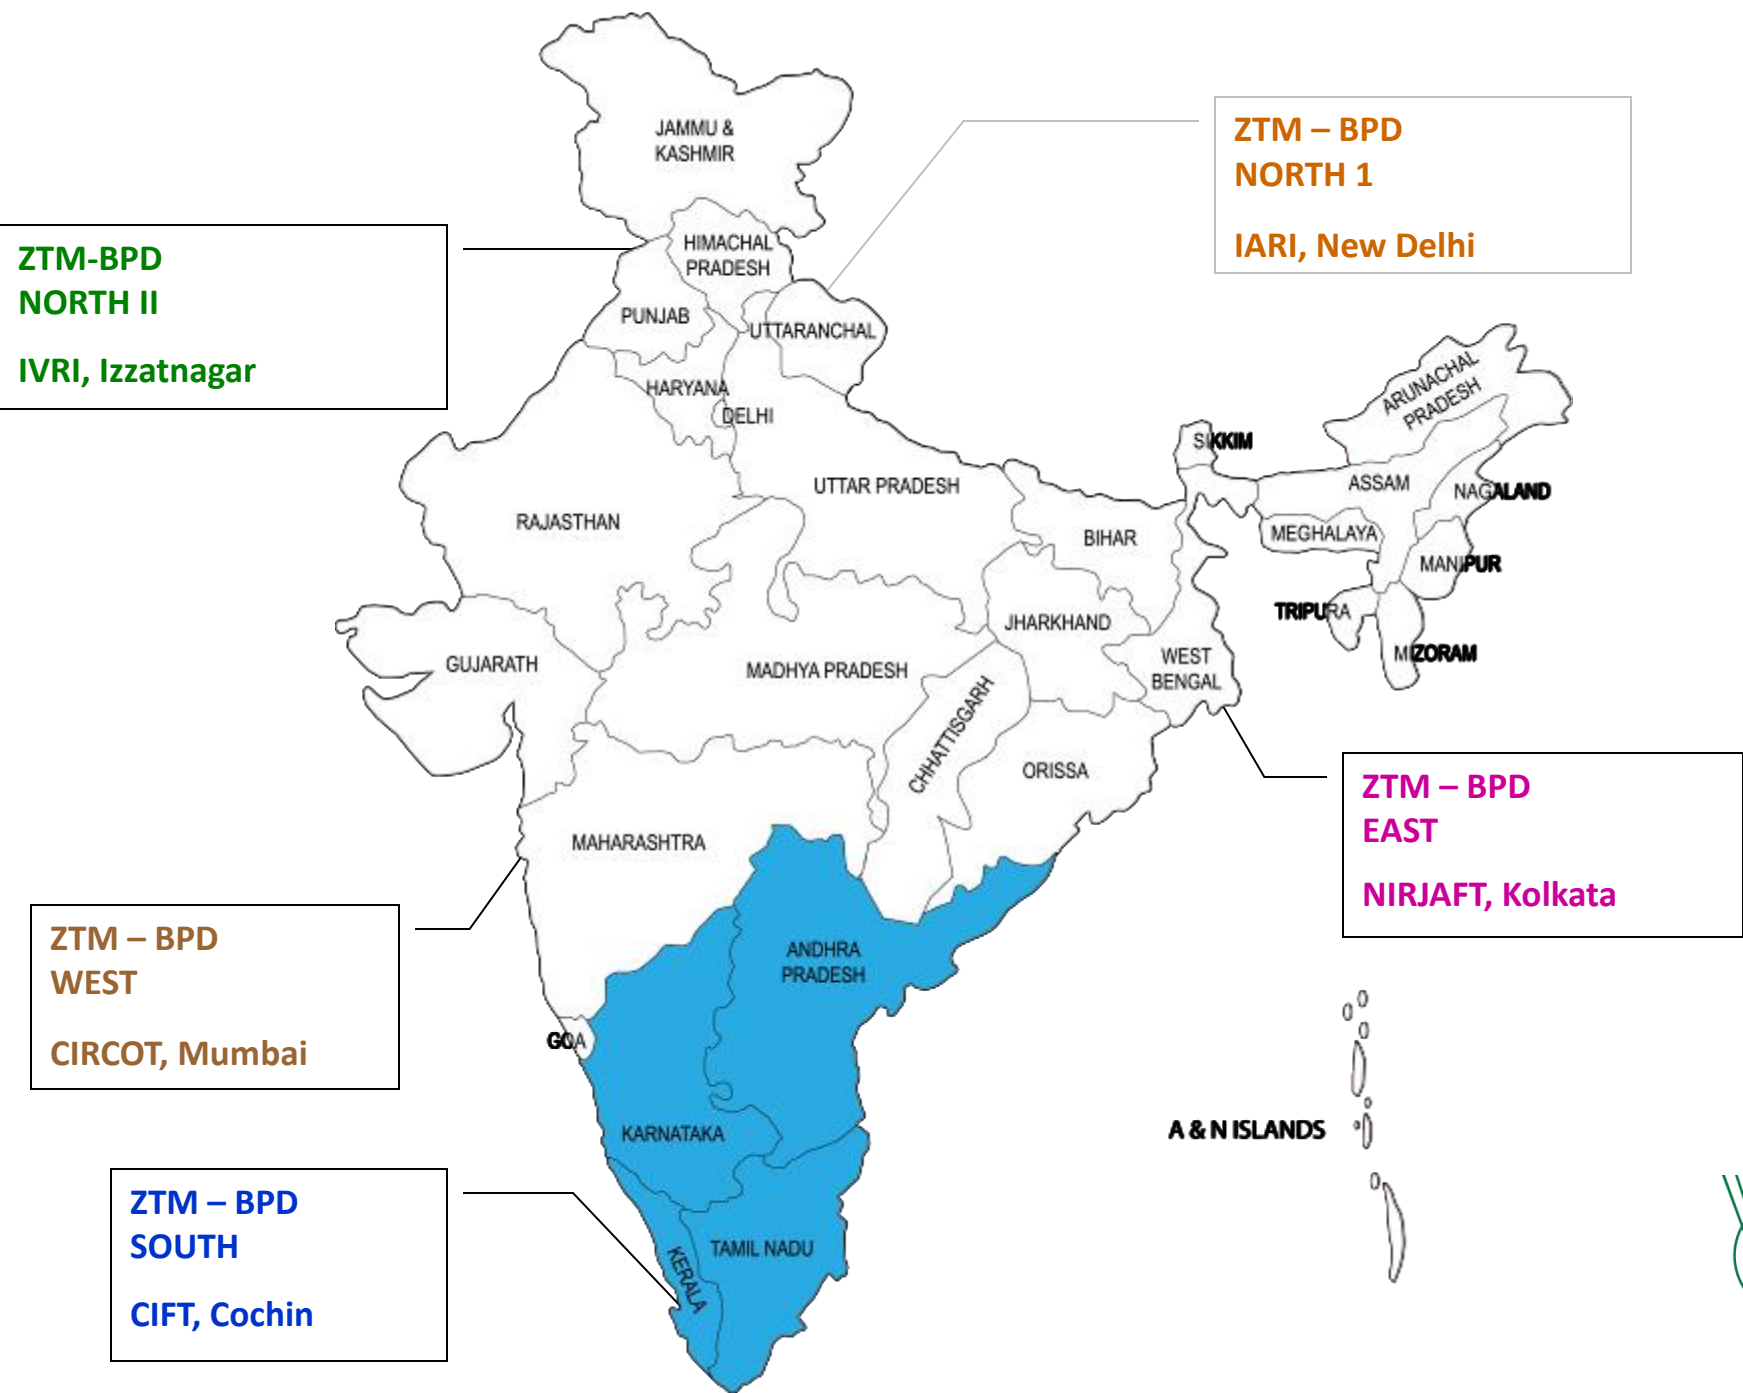 JAMMU &
KASHMIR
ZTM – BPD
NORTH 1
IARI, New Delhi
ZTM-BPD
NORTH II
IVRI, Izzatnagar
HIMACHAL
PRADESH
PUNJAB
UTTARANCHAL
HARYANA
DELHI
ARUNACHAL
PRADESH
SIKKIM
UTTAR PRADESH
ASSAM
NAGALAND
RAJASTHAN
BIHAR
MEGHALAYA
MANIPUR
TRIPURA
JHARKHAND
MIZORAM
GUJARATH
MADHYA PRADESH
WEST
BENGAL
CHHATTISGARH
ORISSA
ZTM – BPD
EAST
NIRJAFT, Kolkata
MAHARASHTRA
ZTM – BPD
WEST
CIRCOT, Mumbai
ANDHRA
PRADESH
GOA
KARNATAKA
A & N ISLANDS
ZTM – BPD
SOUTH
CIFT, Cochin
KERALA
TAMIL NADU